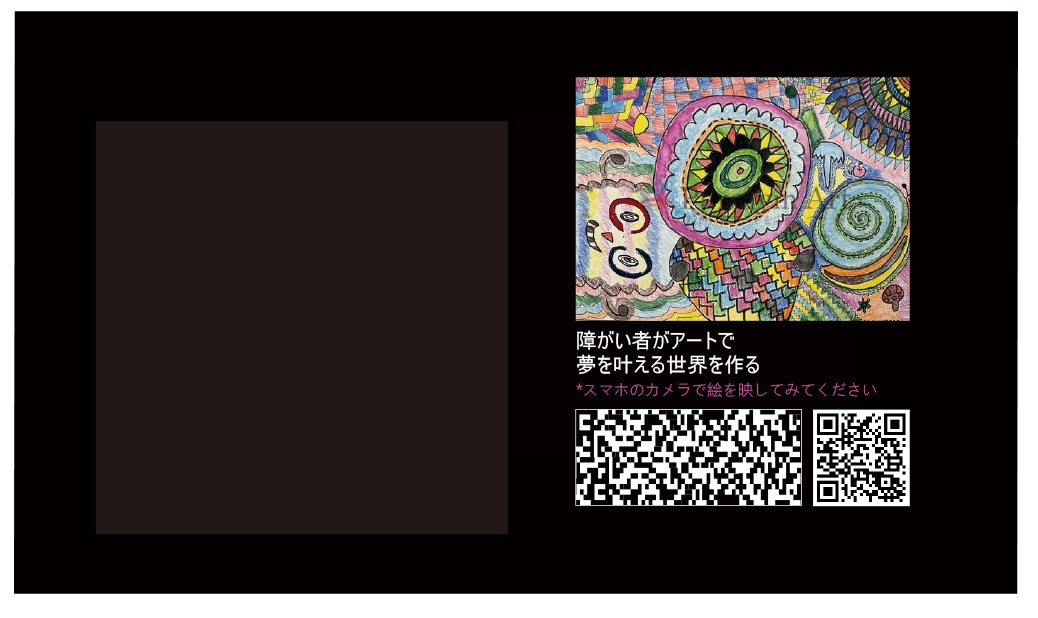 障がい者がアートで
夢を叶える世界を作る
*スマホのカメラで絵を映してみてください